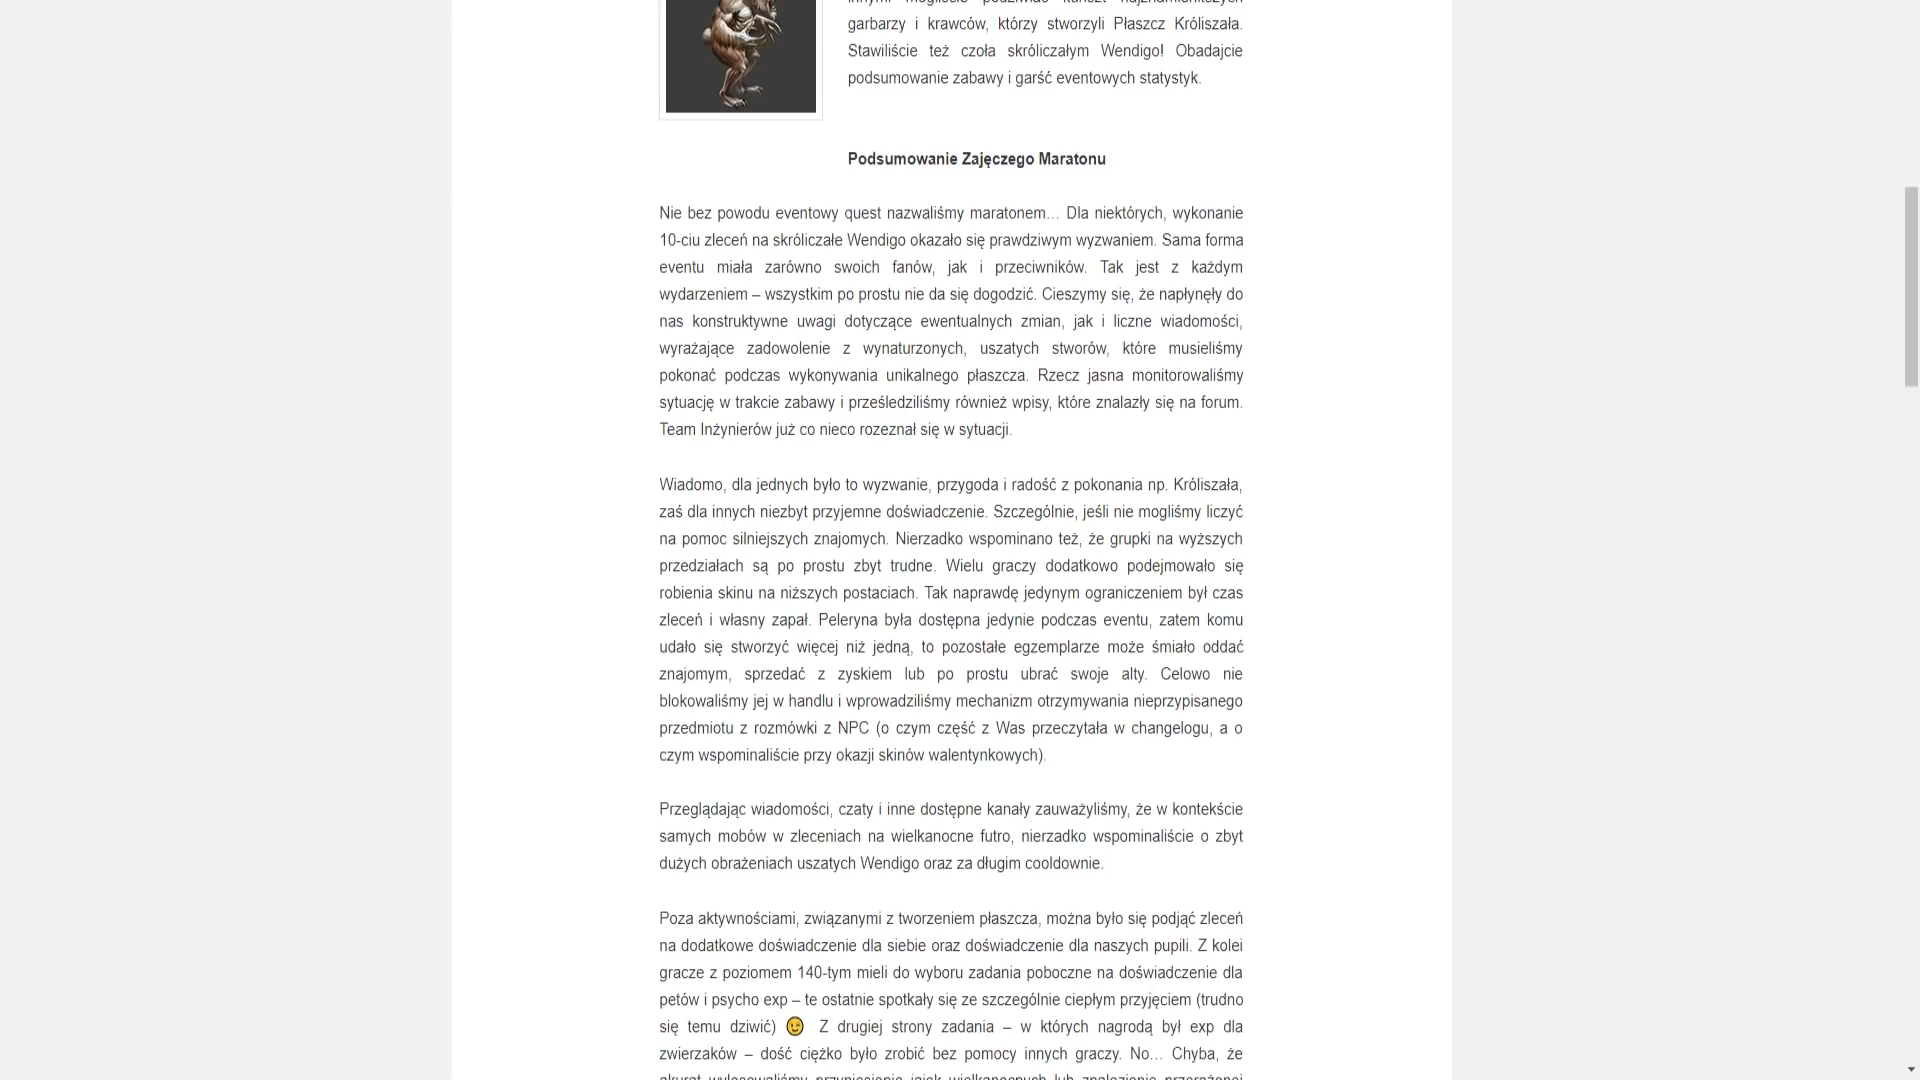 garbarzy i krawców, którzy stworzyli Płaszcz Króliszała.
Stawiliście też czoła skróliczałym Wendigo! Obadajcie
podsumowanie zabawy i garść eventowych statystyk.
Podsumowanie Zajęczego Maratonu
Nie bez powodu eventowy quest nazwaliśmy maratonem… Dla niektórych, wykonanie
10-ciu zleceń na skróliczałe Wendigo okazało się prawdziwym wyzwaniem. Sama forma
eventu miała zarówno swoich fanów, jak i przeciwników. Tak jest z każdym
wydarzeniem – wszystkim po prostu nie da się dogodzić. Cieszymy się, że napłynęły do
nas konstruktywne uwagi dotyczące ewentualnych zmian, jak i liczne wiadomości,
wyrażające zadowolenie z wynaturzonych, uszatych stworów, które musieliśmy
pokonać podczas wykonywania unikalnego płaszcza. Rzecz jasna monitorowaliśmy
sytuację w trakcie zabawy i prześledziliśmy również wpisy, które znalazły się na forum.
Team Inżynierów już co nieco rozeznał się w sytuacji.
Wiadomo, dla jednych było to wyzwanie, przygoda i radość z pokonania np. Króliszała,
zaś dla innych niezbyt przyjemne doświadczenie. Szczególnie, jeśli nie mogliśmy liczyć
na pomoc silniejszych znajomych. Nierzadko wspominano też, że grupki na wyższych
przedziałach są po prostu zbyt trudne. Wielu graczy dodatkowo podejmowało się
robienia skinu na niższych postaciach. Tak naprawdę jedynym ograniczeniem był czas
zleceń i własny zapał. Peleryna była dostępna jedynie podczas eventu, zatem komu
udało się stworzyć więcej niż jedną, to pozostałe egzemplarze może śmiało oddać
znajomym, sprzedać z zyskiem lub po prostu ubrać swoje alty. Celowo nie
blokowaliśmy jej w handlu i wprowadziliśmy mechanizm otrzymywania nieprzypisanego
przedmiotu z rozmówki z NPC (o czym część z Was przeczytała w changelogu, a o
czym wspominaliście przy okazji skinów walentynkowych).
Przeglądając wiadomości, czaty i inne dostępne kanały zauważyliśmy, że w kontekście
samych mobów w zleceniach na wielkanocne futro, nierzadko wspominaliście o zbyt
dużych obrażeniach uszatych Wendigo oraz za długim cooldownie.
Poza aktywnościami, związanymi z tworzeniem płaszcza, można było się podjąć zleceń
na dodatkowe doświadczenie dla siebie oraz doświadczenie dla naszych pupili. Z kolei
gracze z poziomem 140-tym mieli do wyboru zadania poboczne na doświadczenie dla
petów i psycho exp – te ostatnie spotkały się ze szczególnie ciepłym przyjęciem (trudno
się temu dziwić) 😉 Z drugiej strony zadania – w których nagrodą był exp dla
zwierzaków – dość ciężko było zrobić bez pomocy innych graczy. No… Chyba, że